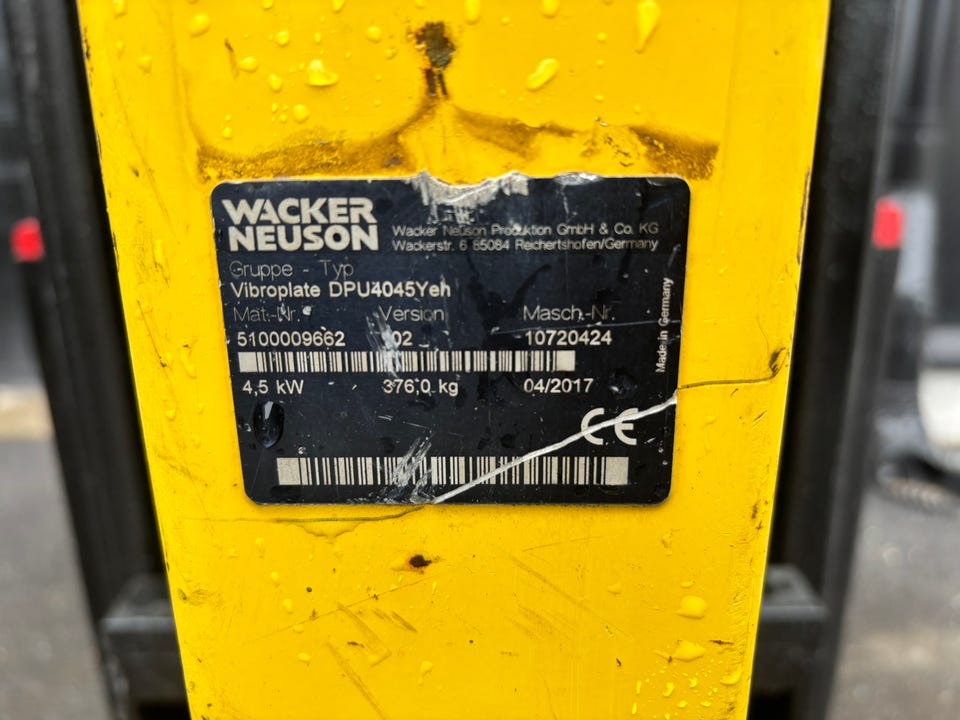 WACKER
NEUSON
Wacker Neuson Produktion GmbH & Co. KG
Wackerstr. 6 85084 Reichertshofen/Germany
Gruppe - Typ
Vibroplate DPU4045Yeh
Mat.-Nr. Version Masch.-Nr.
5100009662 02 10720424
4,5 kW 376,0 kg 04/2017
CE
Made in Germany